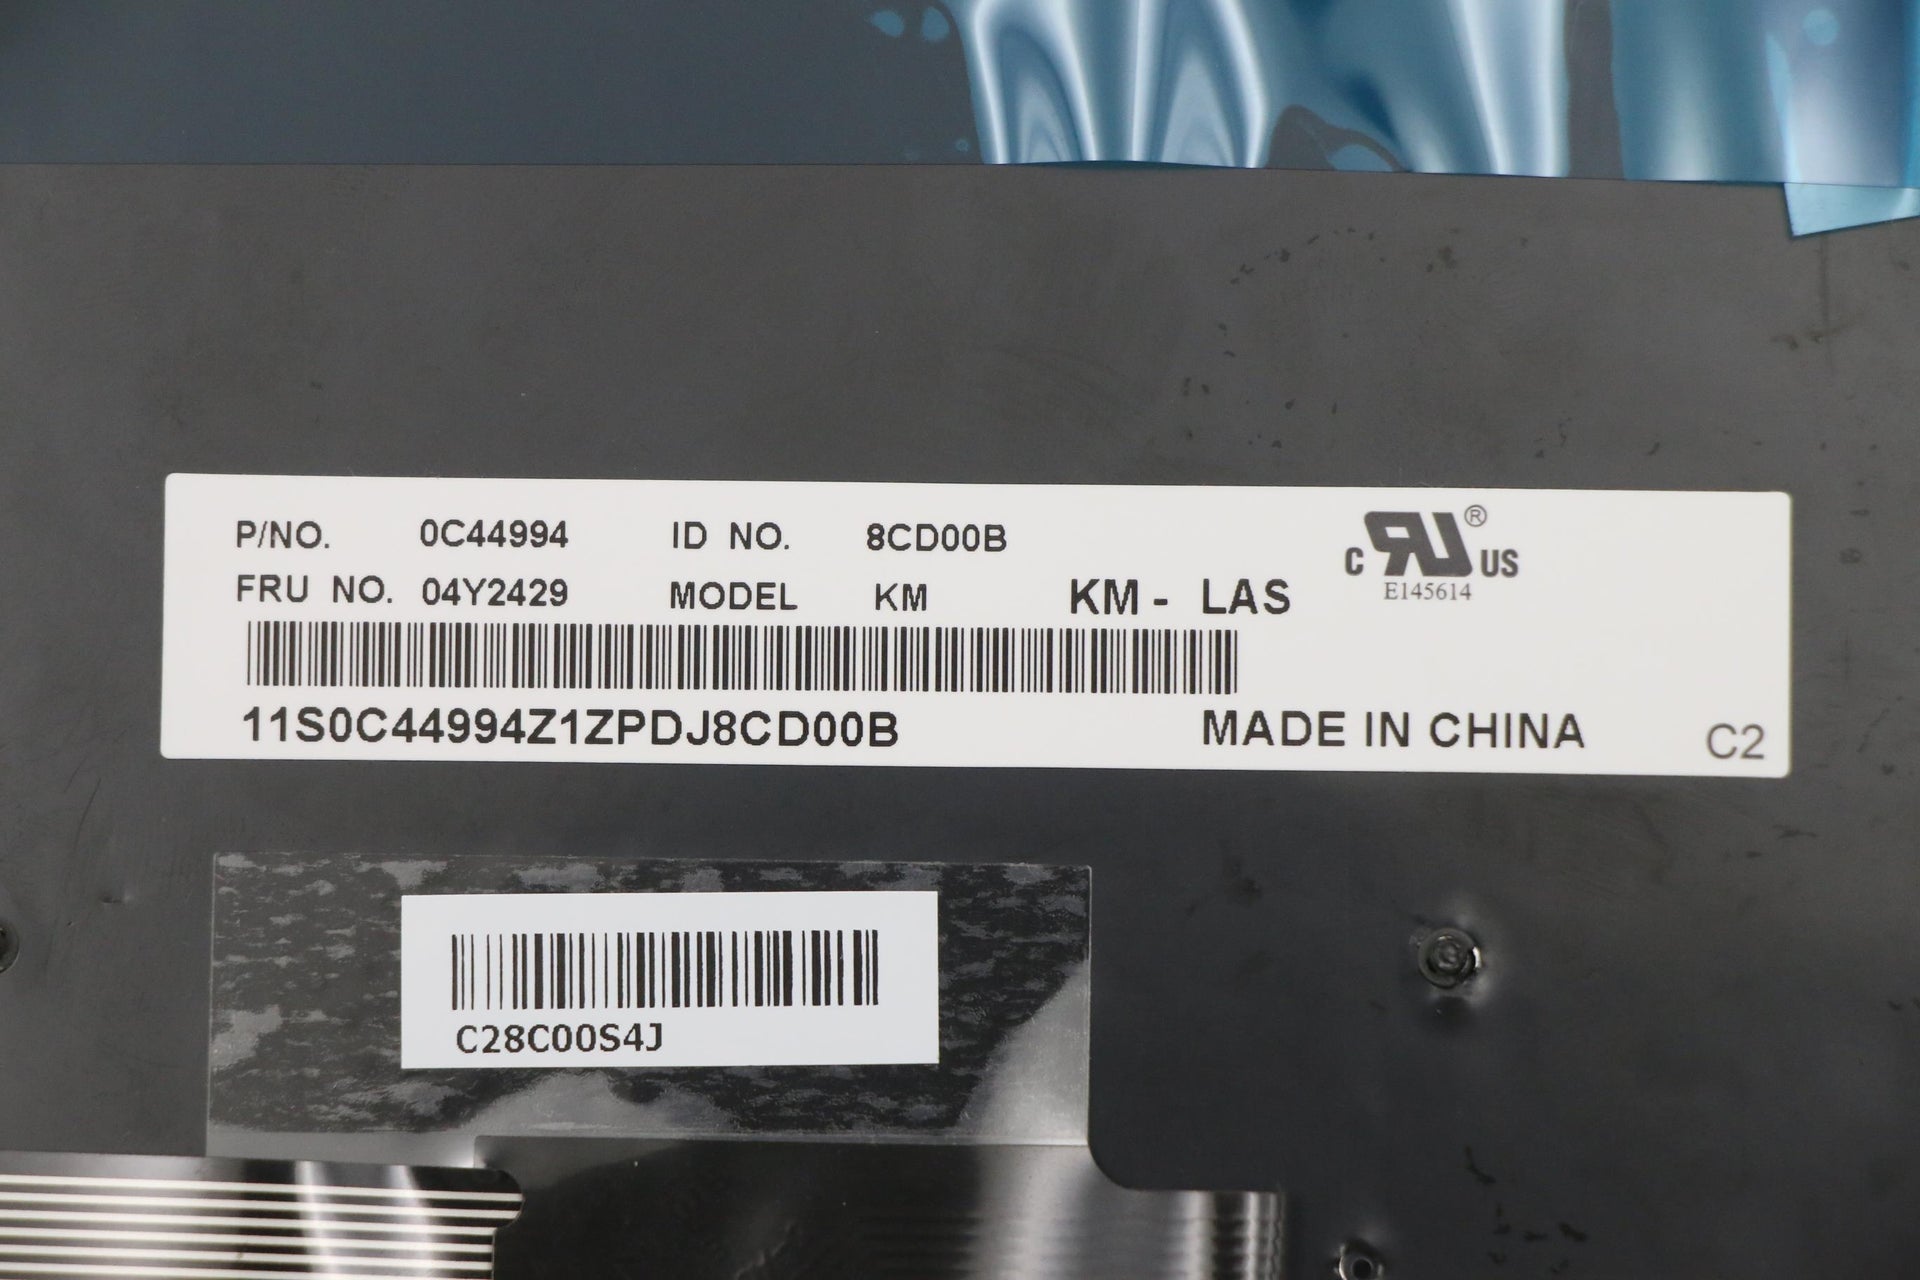 P/NO. 0C44994 ID NO. 8CD00B
FRU NO. 04Y2429 MODEL KM KM - LAS
c RU® US
E145614
11S0C44994Z1ZPDJ8CD00B MADE IN CHINA C2
C28C00S4J